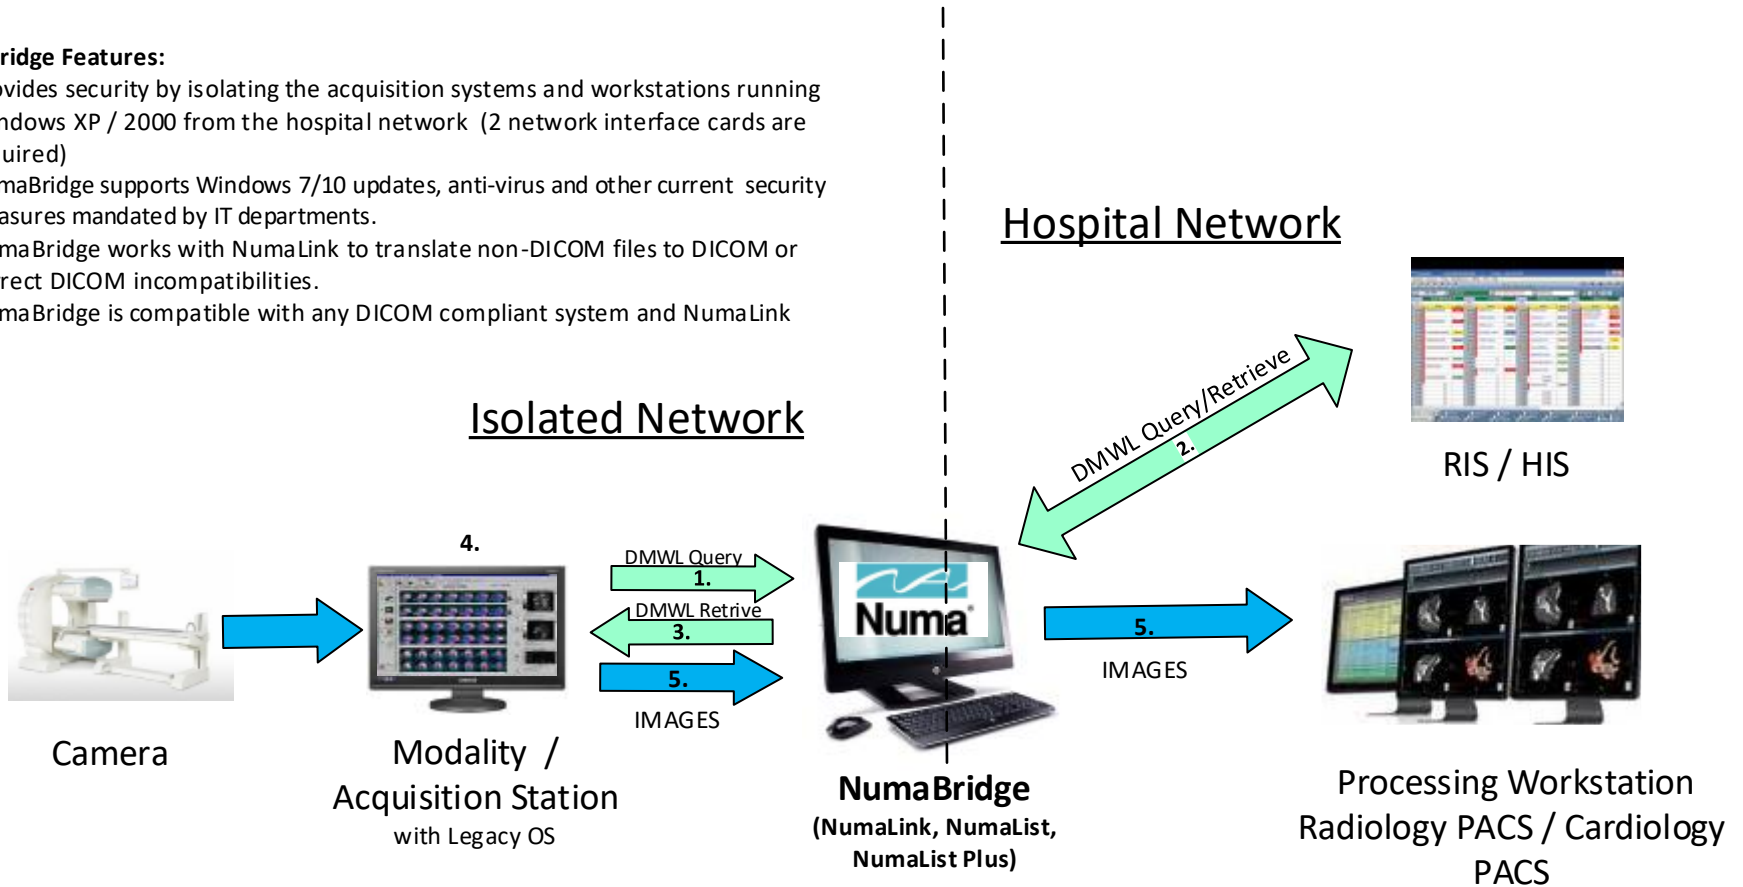 ridge Features:
vides security by isolating the acquisition systems and workstations running
ndows XP / 2000 from the hospital network (2 network interface cards are
uired)
maBridge supports Windows 7/10 updates, anti-virus and other current security
asures mandated by IT departments.
maBridge works with NumaLink to translate non-DICOM files to DICOM or
rrect DICOM incompatibilities.
maBridge is compatible with any DICOM compliant system and NumaLink
Hospital Network
Isolated Network
DMWL Query/Retrieve
2.
RIS / HIS
4.
DMWL Query
1.
DMWL Retrive
3.
5.
IMAGES
Numa
5.
IMAGES
Camera
Modality /
Acquisition Station
with Legacy OS
NumaBridge
(NumaLink, NumaList,
NumaList Plus)
Processing Workstation
Radiology PACS / Cardiology
PACS